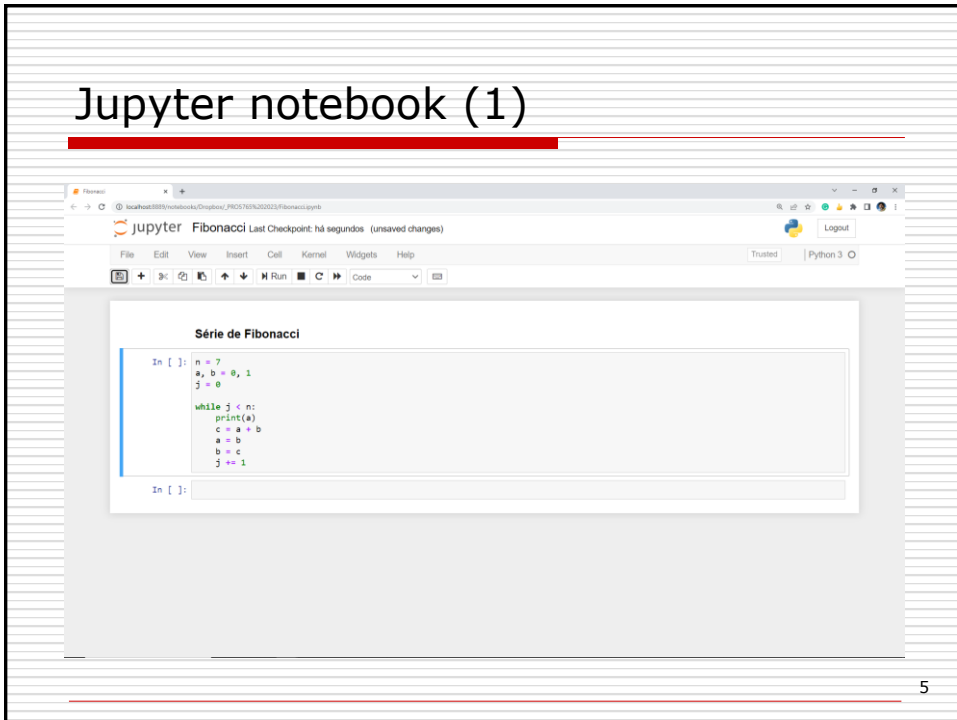 Jupyter notebook (1)
Fibonacci
localhost:8889/notebooks/Dropbox/_PRO5765%202023/Fibonacci.ipynb
jupyter Fibonacci Last Checkpoint: há segundos (unsaved changes)
Logout
File Edit View Insert Cell Kernel Widgets Help
Trusted Python 3
Run Code
Série de Fibonacci
In [ ]: n = 7
a, b = 0, 1
j = 0
while j < n:
    print(a)
    c = a + b
    a = b
    b = c
    j += 1
In [ ]:
5